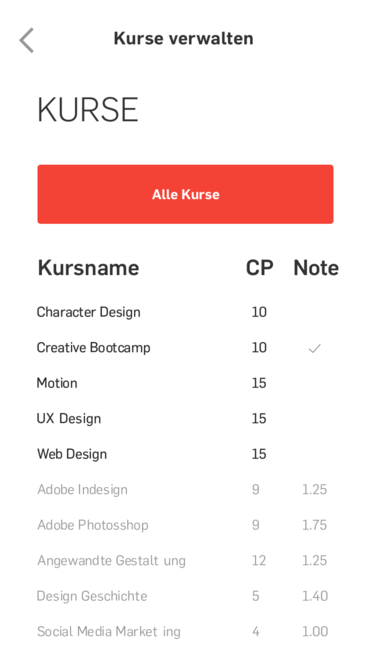 Kurse verwalten
KURSE
Alle Kurse
Kursname CP Note
Character Design 10
Creative Bootcamp 10 ✓
Motion 15
UX Design 15
Web Design 15
Adobe Indesign 9 1.25
Adobe Photosshop 9 1.75
Angewandte Gestalt ung 12 1.25
Design Geschichte 5 1.40
Social Media Market ing 4 1.00